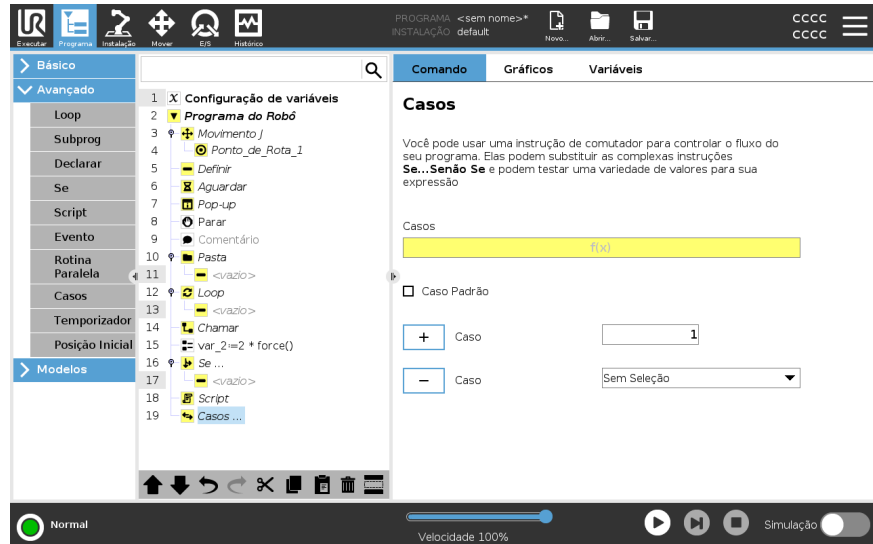 PROGRAMA <sem nome>*
INSTALAÇÃO default
Executar
Programa
Instalação
Mover
E/S
Histórico
Novo...
Abrir...
Salvar...
cccc
cccc
Básico
Avançado
Loop
Subprog
Declarar
Se
Script
Evento
Rotina
Paralela
Casos
Temporizador
Posição Inicial
Modelos
1 X Configuração de variáveis
2 Programa do Robô
3 Movimento J
4 Ponto_de_Rota_1
5 Definir
6 Aguardar
7 Pop-up
8 Parar
9 Comentário
10 Pasta
11 <vazio>
12 Loop
13 <vazio>
14 Chamar
15 var_2≔2 * force()
16 Se ...
17 <vazio>
18 Script
19 Casos ...
Comando Gráficos Variáveis
Casos
Você pode usar uma instrução de comutador para controlar o fluxo do
seu programa. Elas podem substituir as complexas instruções
Se...Senão Se e podem testar uma variedade de valores para sua
expressão
Casos
f(x)
Caso Padrão
+ Caso 1
− Caso Sem Seleção
Normal
Velocidade 100%
Simulação